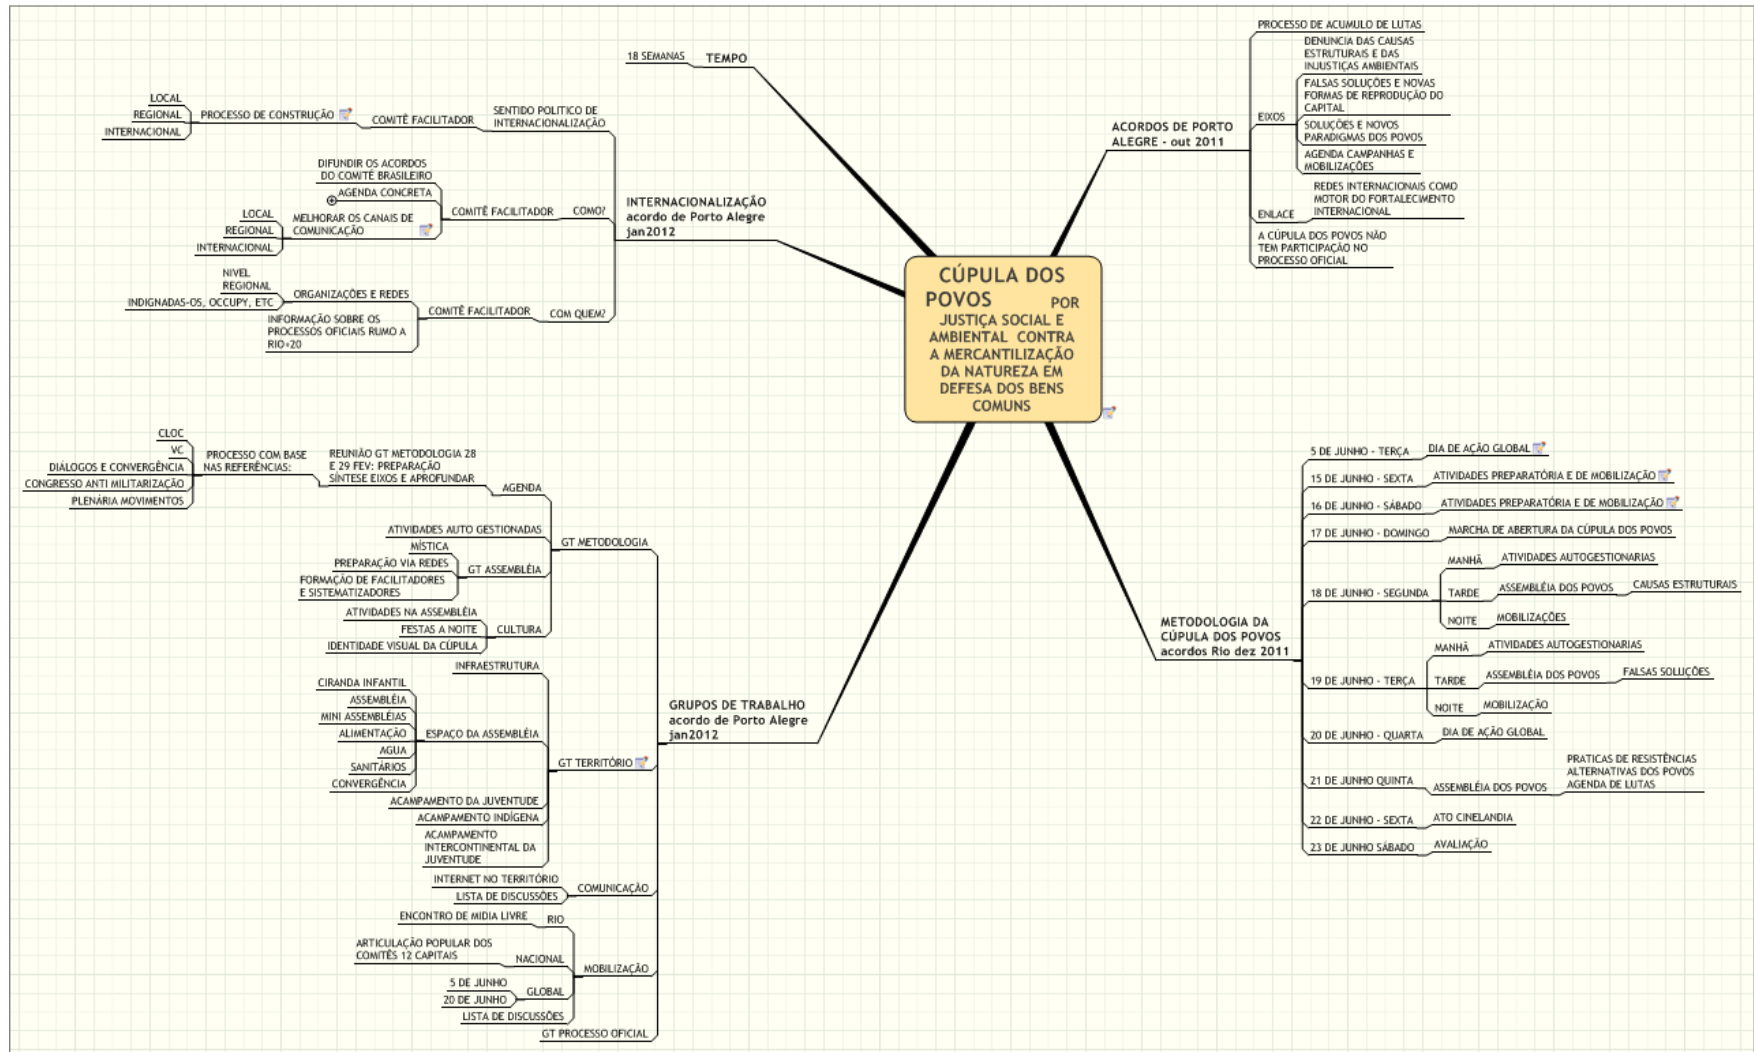 CÚPULA DOS
POVOS POR
JUSTIÇA SOCIAL E
AMBIENTAL CONTRA
A MERCANTILIZAÇÃO
DA NATUREZA EM
DEFESA DOS BENS
COMUNS
TEMPO
18 SEMANAS
INTERNACIONALIZAÇÃO
acordo de Porto Alegre
jan2012
SENTIDO POLITICO DE
INTERNACIONALIZAÇÃO
COMITÊ FACILITADOR
PROCESSO DE CONSTRUÇÃO
LOCAL
REGIONAL
INTERNACIONAL
COMO?
COMITÊ FACILITADOR
DIFUNDIR OS ACORDOS
DO COMITÉ BRASILEIRO
AGENDA CONCRETA
MELHORAR OS CANAIS DE
COMUNICAÇÃO
LOCAL
REGIONAL
INTERNACIONAL
COM QUEM?
COMITÊ FACILITADOR
ORGANIZAÇÕES E REDES
NIVEL
REGIONAL
INDIGNADAS-OS, OCCUPY, ETC
INFORMAÇÃO SOBRE OS
PROCESSOS OFICIAIS RUMO A
RIO+20
ACORDOS DE PORTO
ALEGRE - out 2011
PROCESSO DE ACUMULO DE LUTAS
EIXOS
DENUNCIA DAS CAUSAS
ESTRUTURAIS E DAS
INJUSTIÇAS AMBIENTAIS
FALSAS SOLUÇÕES E NOVAS
FORMAS DE REPRODUÇÃO DO
CAPITAL
SOLUÇÕES E NOVOS
PARADIGMAS DOS POVOS
AGENDA CAMPANHAS E
MOBILIZAÇÕES
ENLACE
REDES INTERNACIONAIS COMO
MOTOR DO FORTALECIMENTO
INTERNACIONAL
A CÚPULA DOS POVOS NÃO
TEM PARTICIPAÇÃO NO
PROCESSO OFICIAL
GRUPOS DE TRABALHO
acordo de Porto Alegre
jan2012
GT METODOLOGIA
AGENDA
REUNIÃO GT METODOLOGIA 28
E 29 FEV: PREPARAÇÃO
SÍNTESE EIXOS E APROFUNDAR
PROCESSO COM BASE
NAS REFERÊNCIAS:
CLOC
VC
DIÁLOGOS E CONVERGÊNCIA
CONGRESSO ANTI MILITARIZAÇÃO
PLENÁRIA MOVIMENTOS
ATIVIDADES AUTO GESTIONADAS
GT ASSEMBLÉIA
MÍSTICA
PREPARAÇÃO VIA REDES
FORMAÇÃO DE FACILITADORES
E SISTEMATIZADORES
CULTURA
ATIVIDADES NA ASSEMBLÉIA
FESTAS A NOITE
IDENTIDADE VISUAL DA CÚPULA
GT TERRITÓRIO
INFRAESTRUTURA
ESPAÇO DA ASSEMBLÉIA
CIRANDA INFANTIL
ASSEMBLÉIA
MINI ASSEMBLÉIAS
ALIMENTAÇÃO
AGUA
SANITÁRIOS
CONVERGÊNCIA
ACAMPAMENTO DA JUVENTUDE
ACAMPAMENTO INDÍGENA
ACAMPAMENTO
INTERCONTINENTAL DA
JUVENTUDE
COMUNICAÇÃO
INTERNET NO TERRITÓRIO
LISTA DE DISCUSSÕES
MOBILIZAÇÃO
RIO
ENCONTRO DE MIDIA LIVRE
NACIONAL
ARTICULAÇÃO POPULAR DOS
COMITÊS 12 CAPITAIS
GLOBAL
5 DE JUNHO
20 DE JUNHO
LISTA DE DISCUSSÕES
GT PROCESSO OFICIAL
METODOLOGIA DA
CÚPULA DOS POVOS
acordos Rio dez 2011
5 DE JUNHO - TERÇA
DIA DE AÇÃO GLOBAL
15 DE JUNHO - SEXTA
ATIVIDADES PREPARATÓRIA E DE MOBILIZAÇÃO
16 DE JUNHO - SÁBADO
ATIVIDADES PREPARATÓRIA E DE MOBILIZAÇÃO
17 DE JUNHO - DOMINGO
MARCHA DE ABERTURA DA CÚPULA DOS POVOS
18 DE JUNHO - SEGUNDA
MANHÃ
ATIVIDADES AUTOGESTIONARIAS
TARDE
ASSEMBLÉIA DOS POVOS
CAUSAS ESTRUTURAIS
NOITE
MOBILIZAÇÕES
19 DE JUNHO - TERÇA
MANHÃ
ATIVIDADES AUTOGESTIONARIAS
TARDE
ASSEMBLÉIA DOS POVOS
FALSAS SOLUÇÕES
NOITE
MOBILIZAÇÃO
20 DE JUNHO - QUARTA
DIA DE AÇÃO GLOBAL
21 DE JUNHO QUINTA
ASSEMBLÉIA DOS POVOS
PRATICAS DE RESISTÊNCIAS
ALTERNATIVAS DOS POVOS
AGENDA DE LUTAS
22 DE JUNHO - SEXTA
ATO CINELANDIA
23 DE JUNHO SÁBADO
AVALIAÇÃO